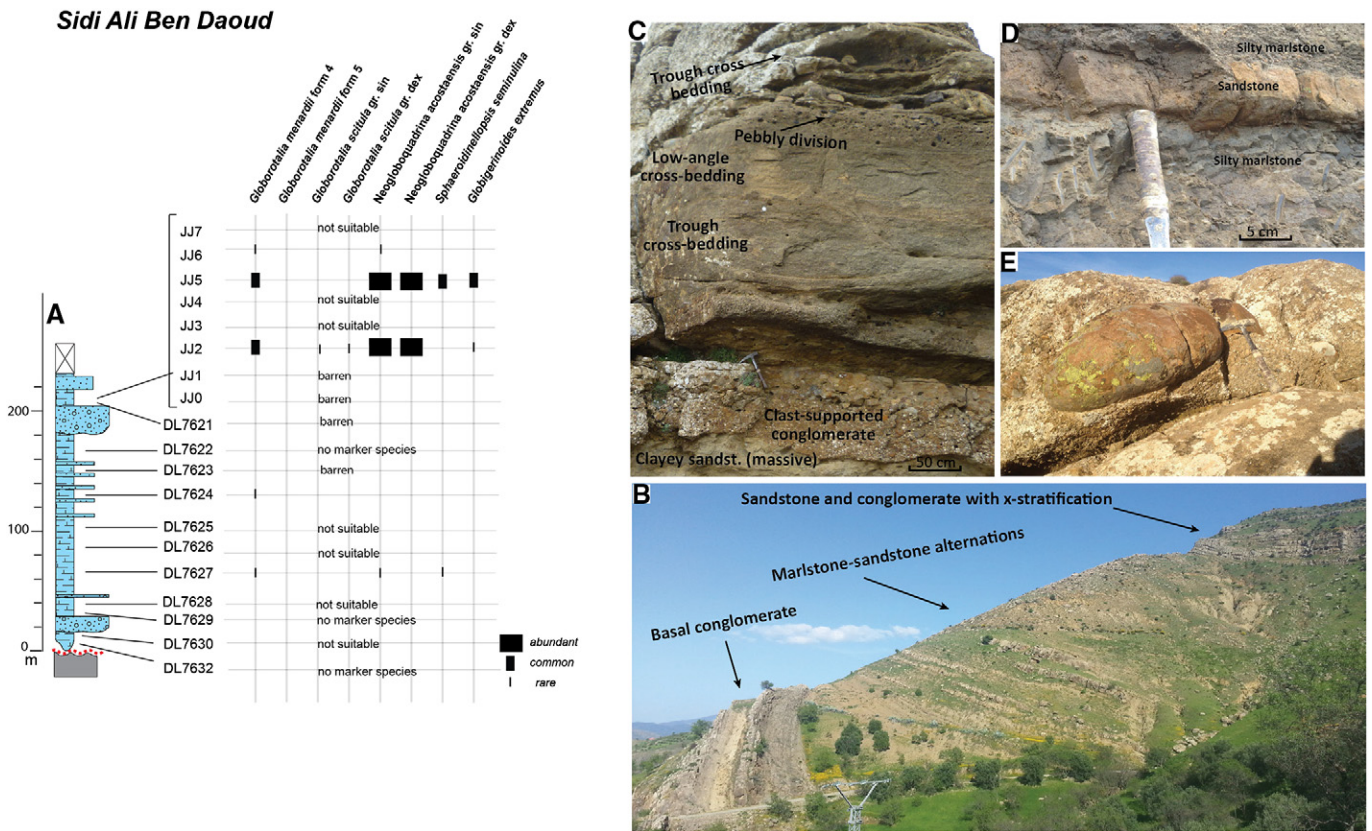 Sidi Ali Ben Daoud
Globorotalia menardii form 4
Globorotalia menardii form 5
Globorotalia scitula gr. sin
Globorotalia scitula gr. dex
Neogloboquadrina acostaensis gr. sin
Neogloboquadrina acostaensis gr. dex
Sphaeroidinellopsis seminulina
Globigerinoides extremus
A
200
100
0
m
JJ7 not suitable
JJ6
JJ5
JJ4 not suitable
JJ3 not suitable
JJ2
JJ1 barren
JJ0 barren
DL7621 barren
DL7622 no marker species
DL7623 barren
DL7624
DL7625 not suitable
DL7626 not suitable
DL7627
DL7628 not suitable
DL7629 no marker species
DL7630 not suitable
DL7632 no marker species
abundant
common
rare
C
Trough cross
bedding
Pebbly division
Low-angle
cross-bedding
Trough
cross-bedding
Clast-supported
conglomerate
Clayey sandst. (massive)
50 cm
D
Silty marlstone
Sandstone
Silty marlstone
5 cm
E
B
Sandstone and conglomerate with x-stratification
Marlstone-sandstone alternations
Basal conglomerate